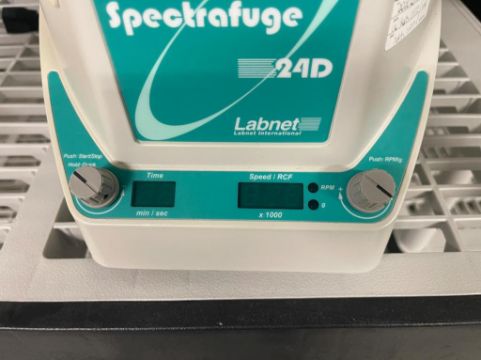 Spectrafuge
24D
Labnet
Labnet International
Push: Start/Stop
Hold: Quick
Push: RPM/g
Time
Speed / RCF
RPM
g
min / sec
x 1000